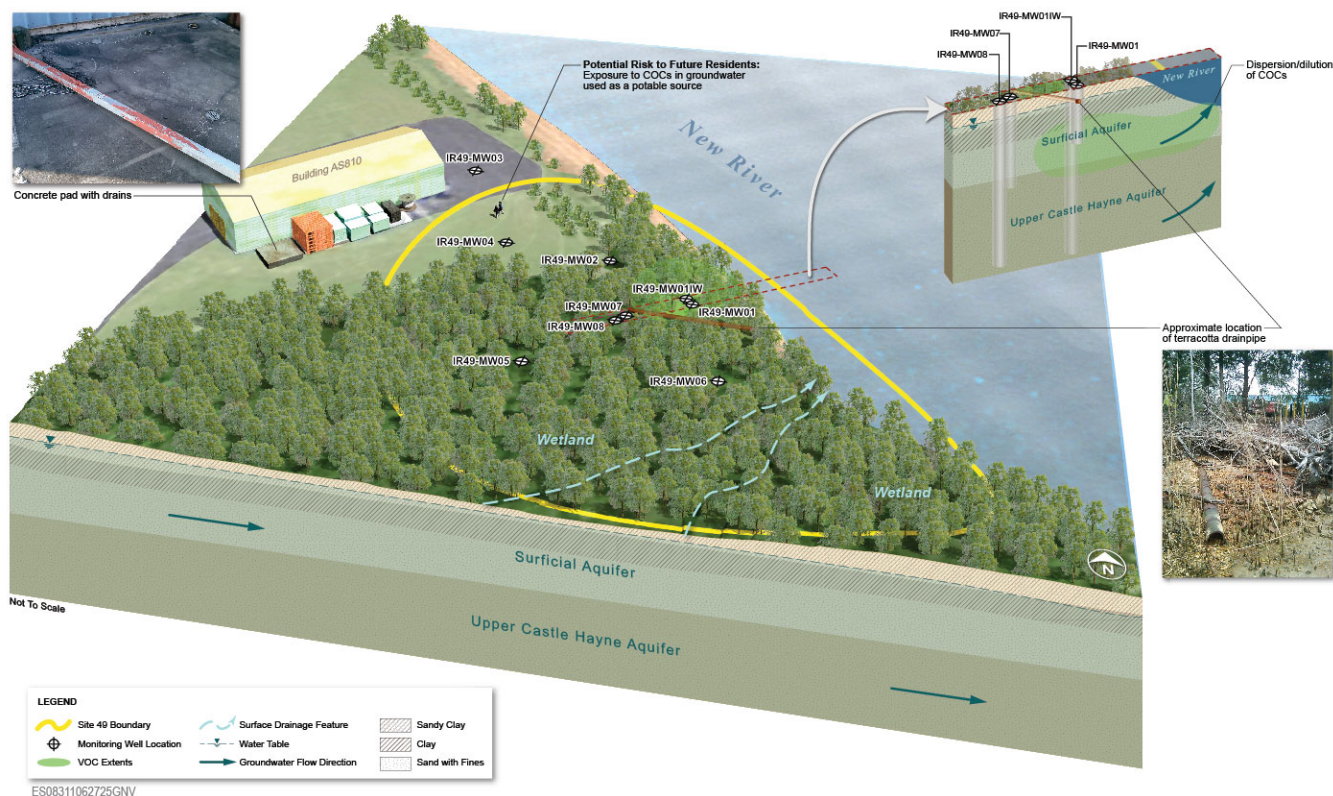 IR49-MW01IW
IR49-MW07
IR49-MW08
IR49-MW01
New River
Dispersion/dilution
of COCs
Surficial Aquifer
Upper Castle Hayne Aquifer
Potential Risk to Future Residents:
Exposure to COCs in groundwater
used as a potable source
New River
Building AS810
IR49-MW03
Concrete pad with drains
IR49-MW04
IR49-MW02
IR49-MW01IW
IR49-MW07
IR49-MW01
IR49-MW08
Approximate location
of terracotta drainpipe
IR49-MW05
IR49-MW06
Wetland
Wetland
N
Surficial Aquifer
Not To Scale
Upper Castle Hayne Aquifer
LEGEND
Site 49 Boundary
Surface Drainage Feature
Sandy Clay
Monitoring Well Location
Water Table
Clay
VOC Extents
Groundwater Flow Direction
Sand with Fines
ES08311062725GNV